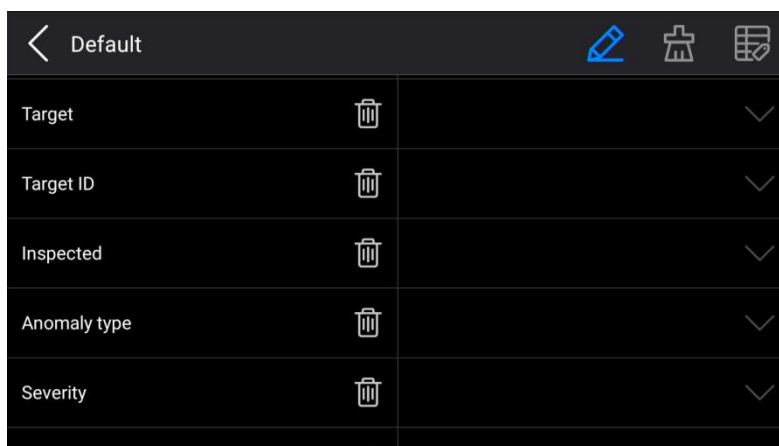 Default
Target
Target ID
Inspected
Anomaly type
Severity